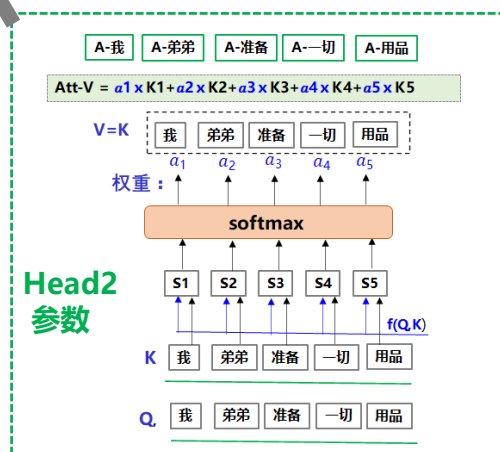 A-我 A-弟弟 A-准备 A-一切 A-用品
Att-V = a1 x K1+a2 x K2+a3 x K3+a4 x K4+a5 x K5
V=K 我 弟弟 准备 一切 用品
a1 a2 a3 a4 a5
权重：
softmax
S1 S2 S3 S4 S5
Head2
参数
f(Q,K)
K 我 弟弟 准备 一切 用品
Q, 我 弟弟 准备 一切 用品